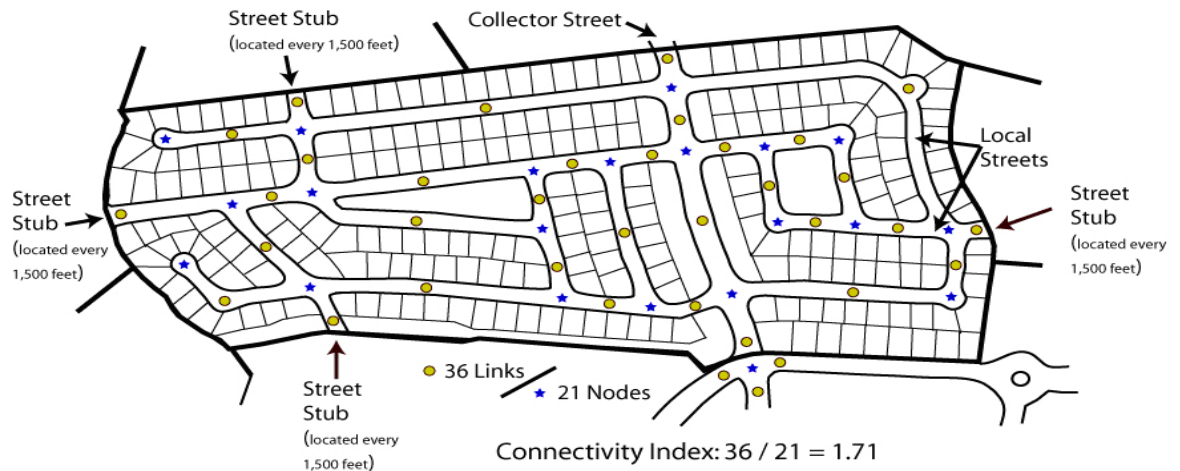 Street Stub
(located every 1,500 feet)
Collector Street
Local
Streets
Street
Stub
(located every
1,500 feet)
Street
Stub
(located every
1,500 feet)
Street
Stub
(located every
1,500 feet)
36 Links
21 Nodes
Connectivity Index: 36 / 21 = 1.71